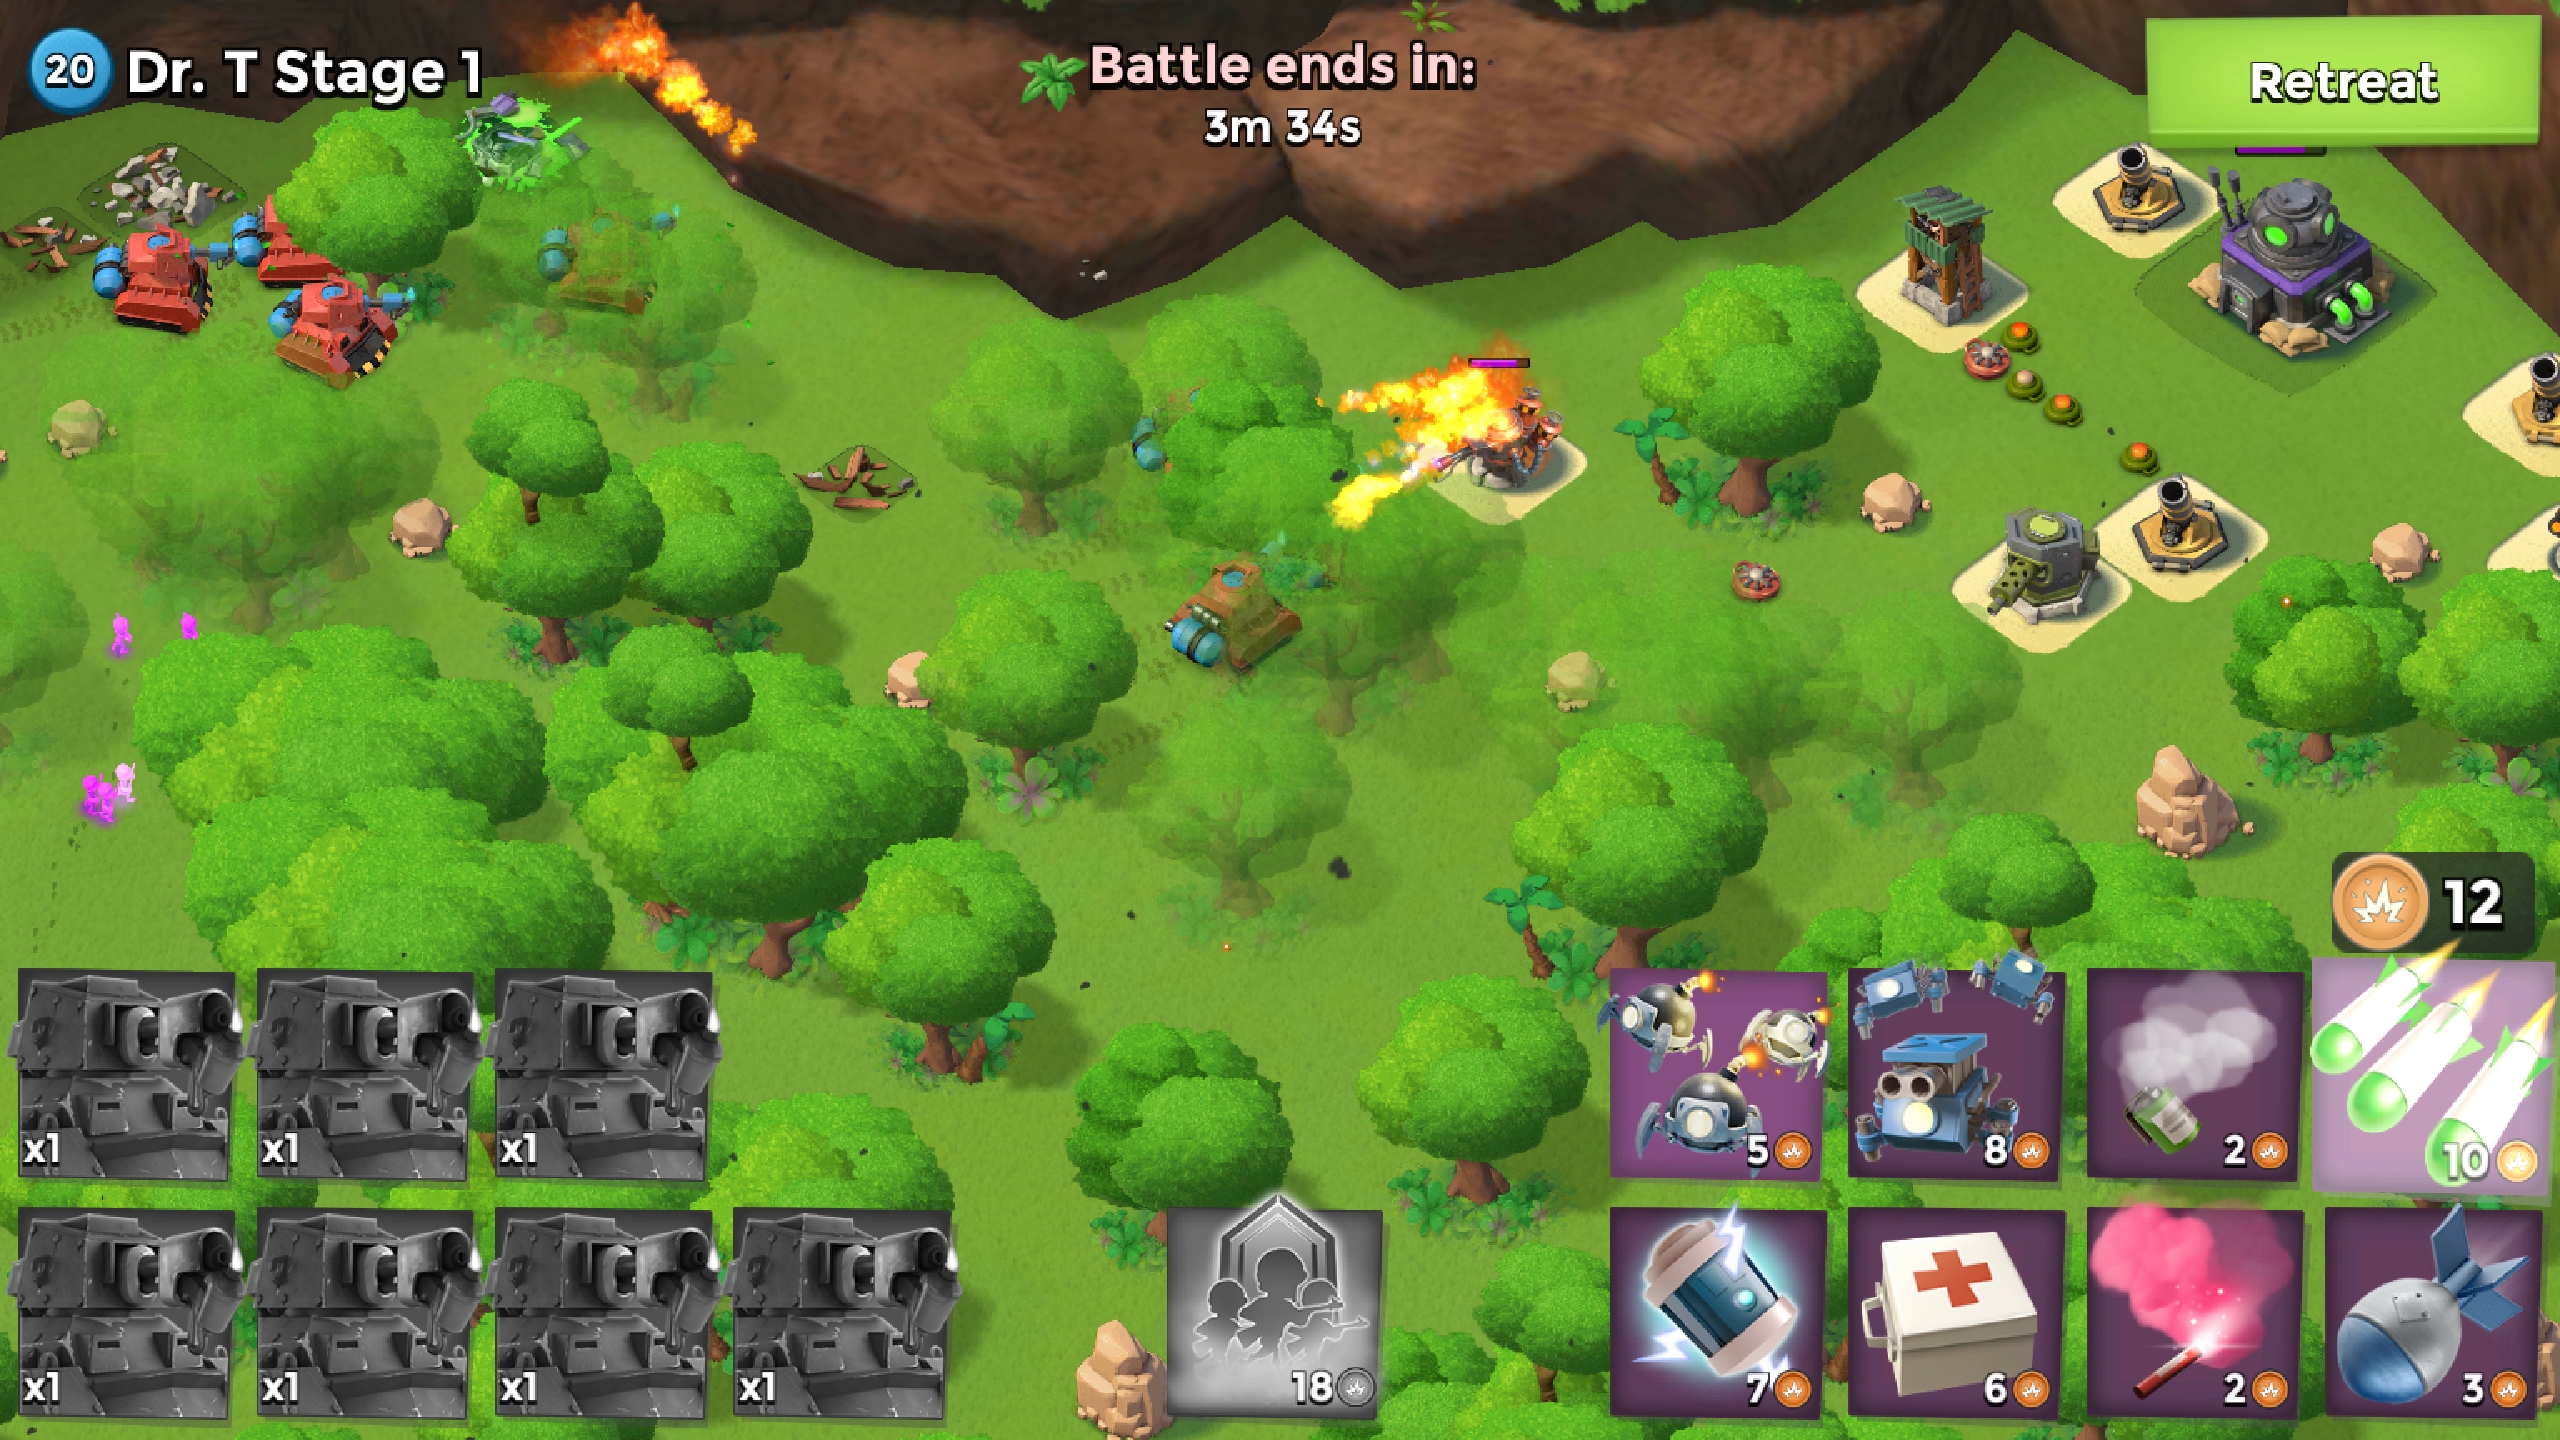 20 Dr. T Stage 1
Battle ends in:
3m 34s
Retreat
12
x1 x1 x1
5 8 2 10
x1 x1 x1 x1
18
7 6 2 3